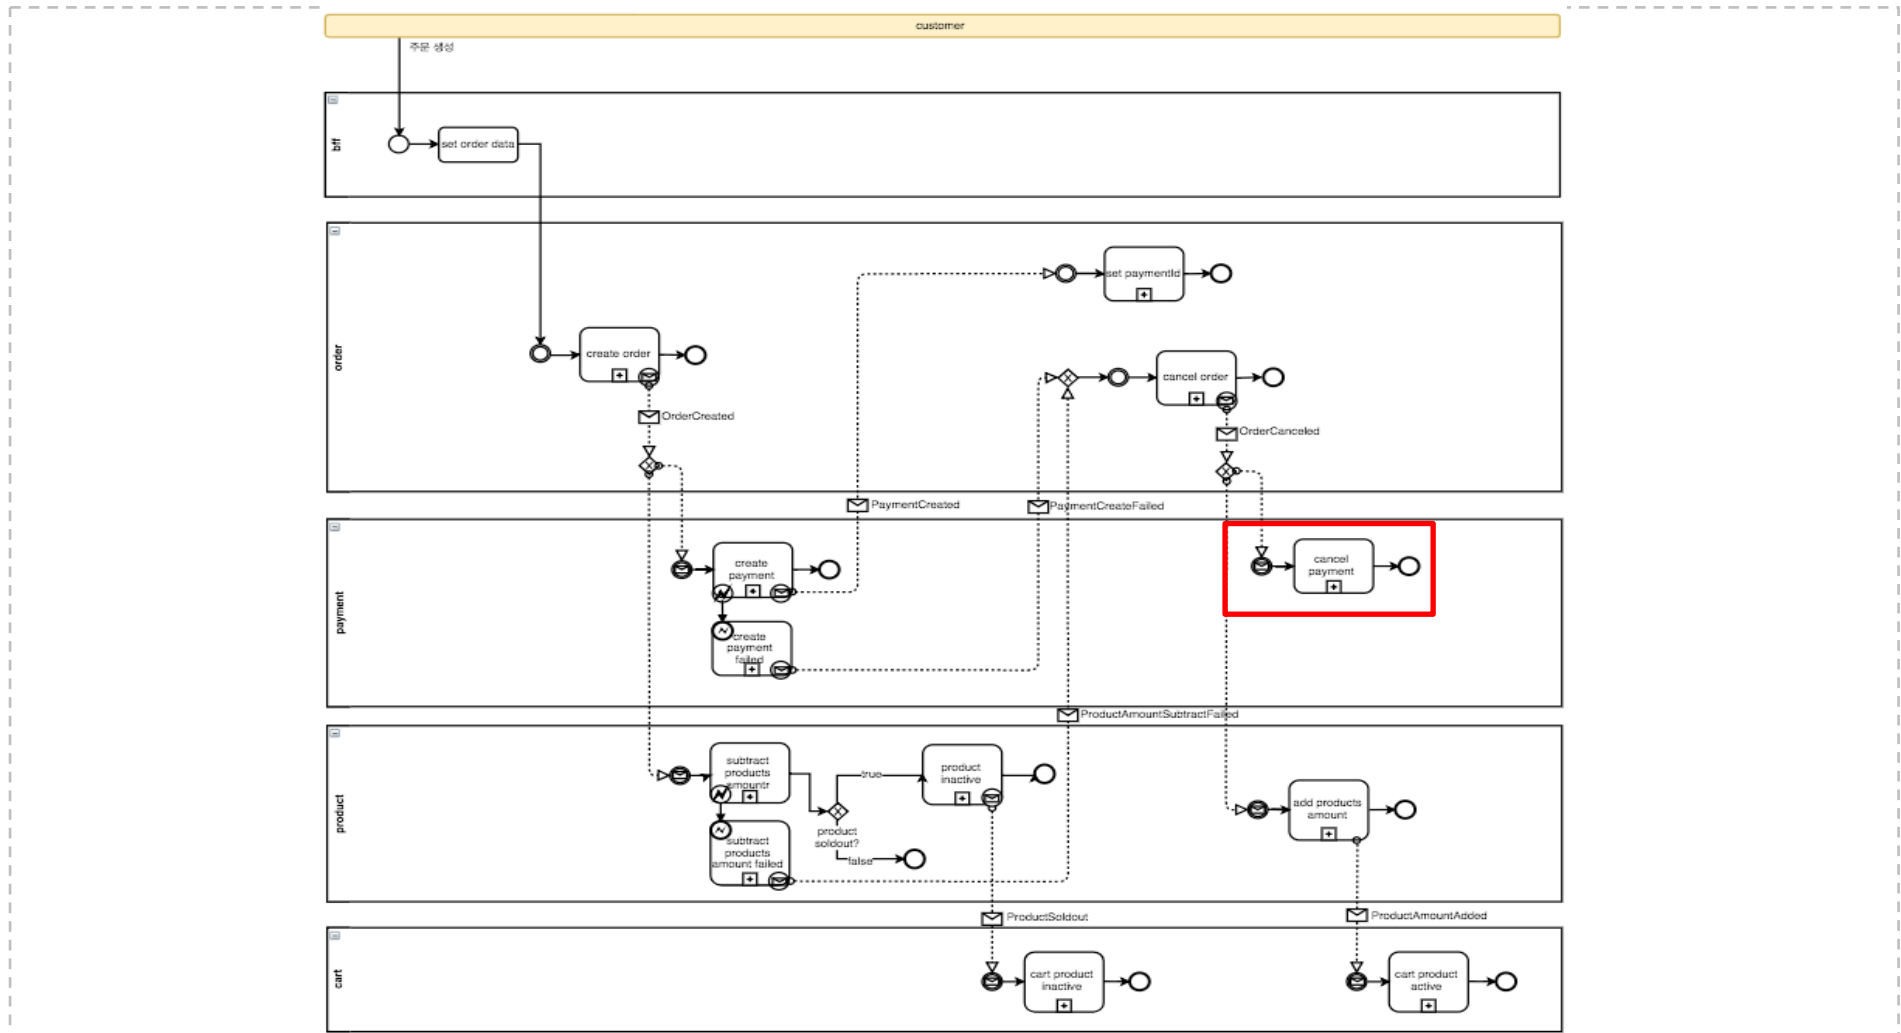 customer
주문 생성
bff
set order data
order
set paymentId
create order
cancel order
OrderCreated
OrderCanceled
PaymentCreated
PaymentCreateFailed
payment
create
payment
cancel
payment
create
payment
failed
ProductAmountSubtractFailed
product
subtract
products
amountr
true
product
inactive
product
soldout?
false
subtract
products
amount failed
add products
amount
ProductSoldout
ProductAmountAdded
cart
cart product
inactive
cart product
active